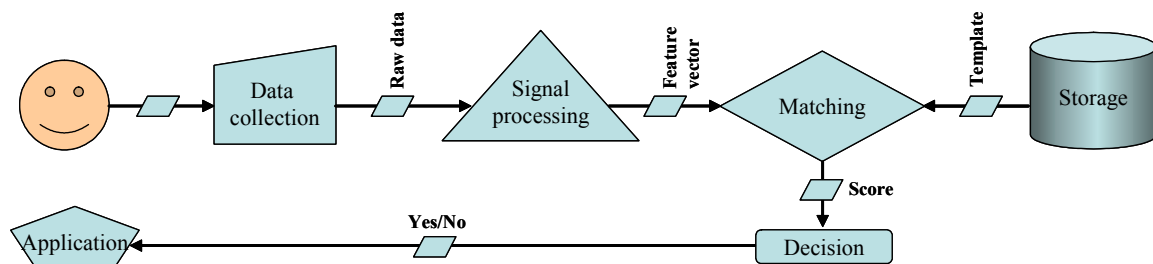 Data
collection
Raw data
Signal
processing
Feature
vector
Matching
Template
Storage
Score
Decision
Yes/No
Application